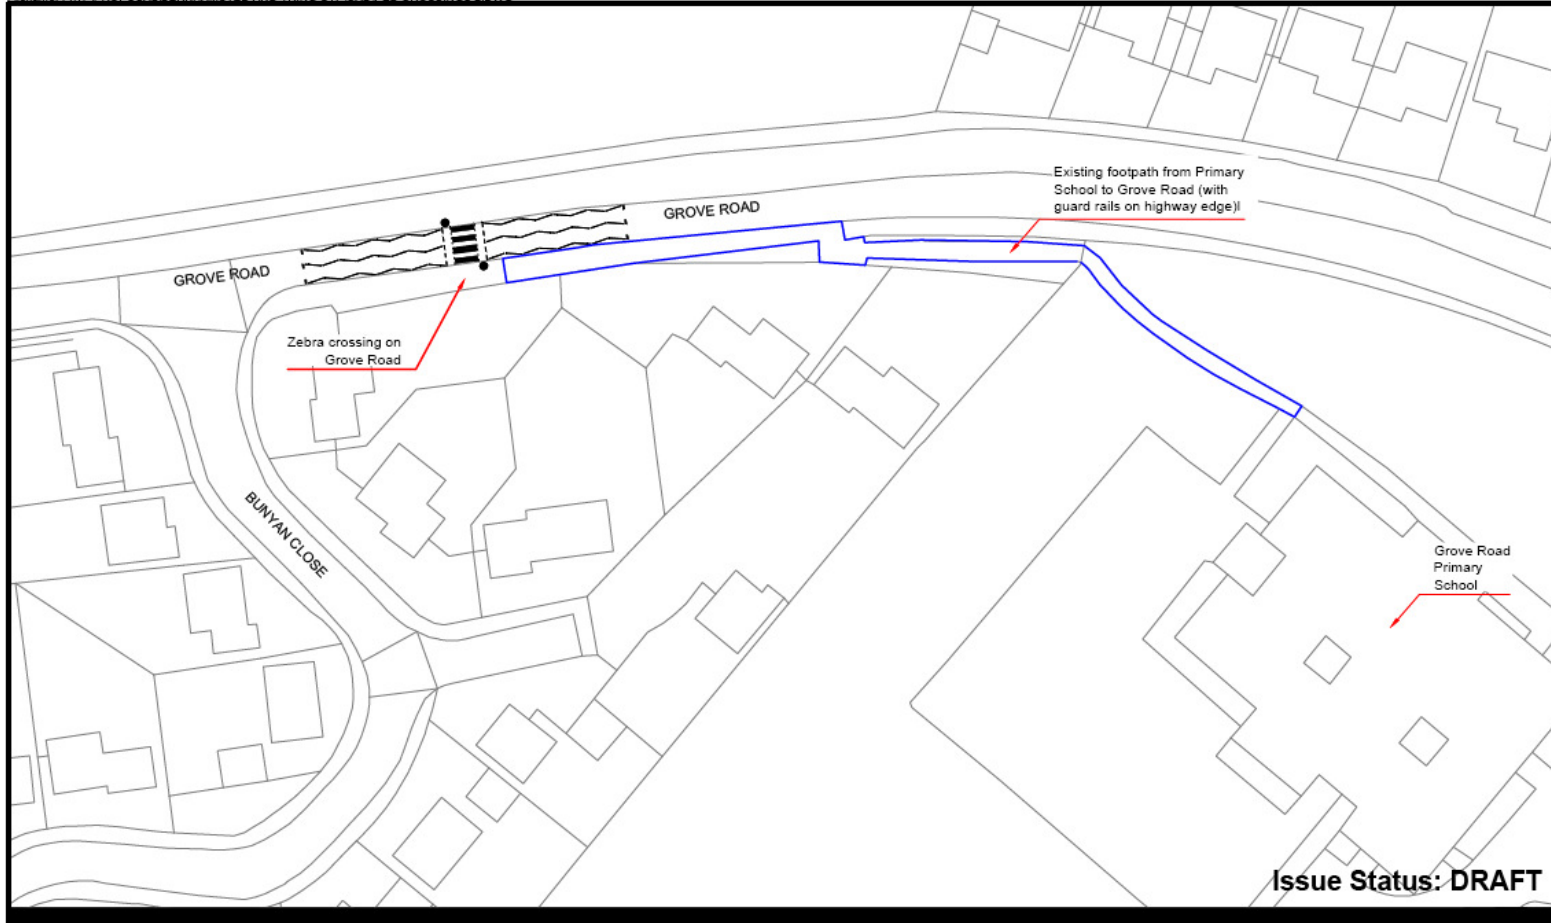 Existing footpath from Primary
School to Grove Road (with
guard rails on highway edge)l
GROVE ROAD
GROVE ROAD
Zebra crossing on
Grove Road
BUNYAN CLOSE
Grove Road
Primary
School
Issue Status: DRAFT